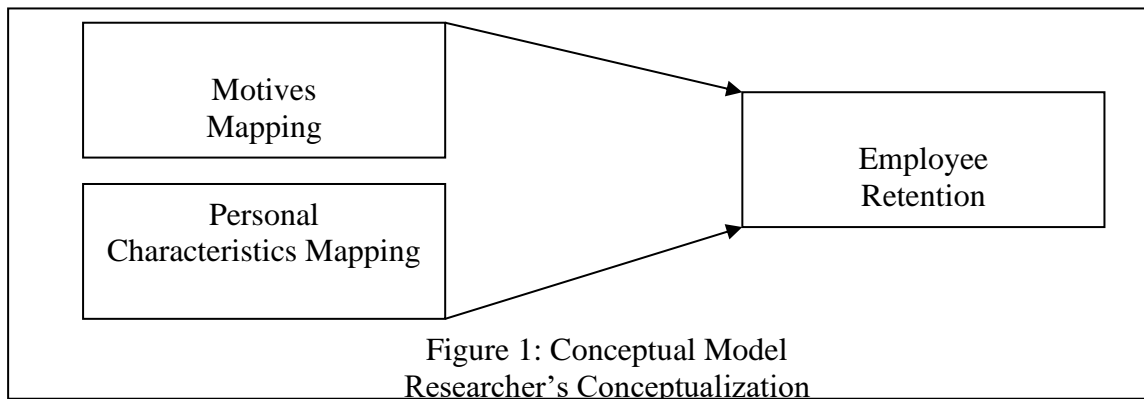 Motives
Mapping
Personal
Characteristics Mapping
Employee
Retention
Figure 1: Conceptual Model
Researcher’s Conceptualization